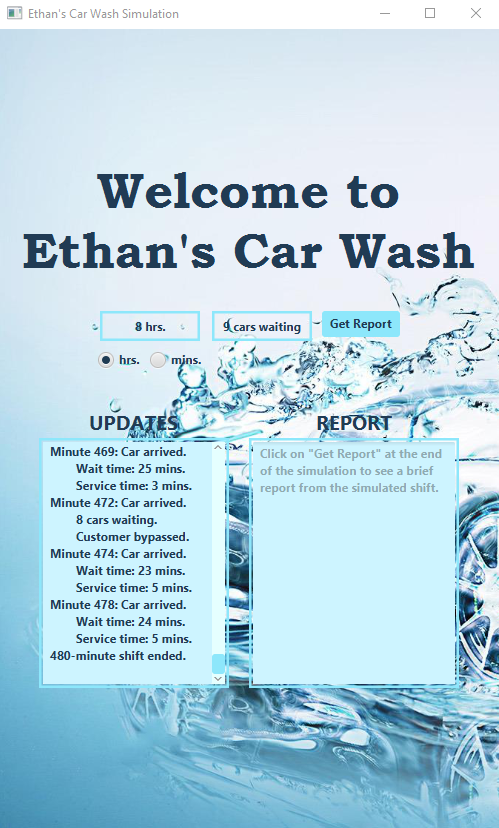 Ethan's Car Wash Simulation
Welcome to
Ethan's Car Wash
8 hrs.
9 cars waiting
Get Report
hrs.
mins.
UPDATES
Minute 469: Car arrived.
Wait time: 25 mins.
Service time: 3 mins.
Minute 472: Car arrived.
8 cars waiting.
Customer bypassed.
Minute 474: Car arrived.
Wait time: 23 mins.
Service time: 5 mins.
Minute 478: Car arrived.
Wait time: 24 mins.
Service time: 5 mins.
480-minute shift ended.
REPORT
Click on "Get Report" at the end
of the simulation to see a brief
report from the simulated shift.